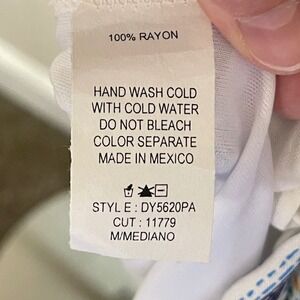 100% RAYON
HAND WASH COLD
WITH COLD WATER
DO NOT BLEACH
COLOR SEPARATE
MADE IN MEXICO
STYLE : DY5620PA
CUT : 11779
M/MEDIANO